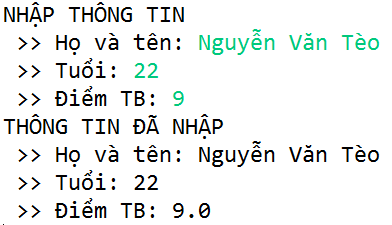 NHẬP THÔNG TIN
>> Họ và tên: Nguyễn Văn Tèo
>> Tuổi: 22
>> Điểm TB: 9
THÔNG TIN ĐÃ NHẬP
>> Họ và tên: Nguyễn Văn Tèo
>> Tuổi: 22
>> Điểm TB: 9.0